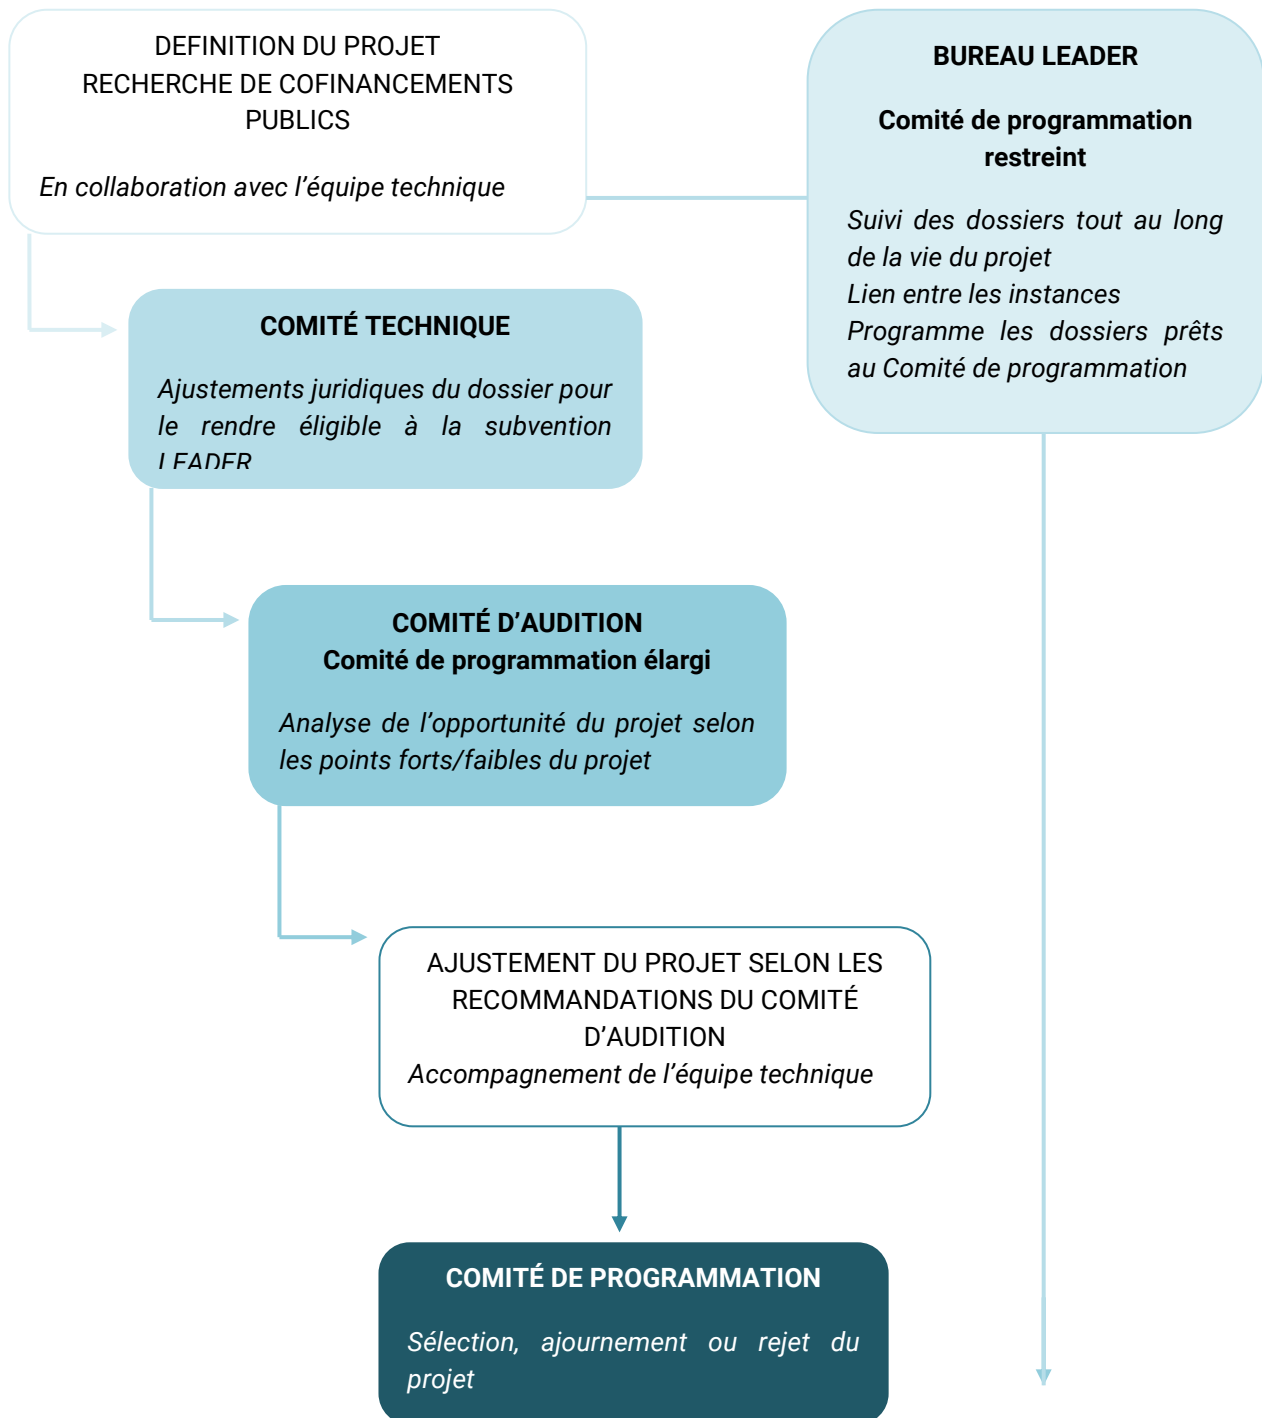 DEFINITION DU PROJET
RECHERCHE DE COFINANCEMENTS
PUBLICS
En collaboration avec l’équipe technique
BUREAU LEADER
Comité de programmation
restreint
Suivi des dossiers tout au long
de la vie du projet
Lien entre les instances
Programme les dossiers prêts
au Comité de programmation
COMITÉ TECHNIQUE
Ajustements juridiques du dossier pour
le rendre éligible à la subvention
LEADER
COMITÉ D’AUDITION
Comité de programmation élargi
Analyse de l’opportunité du projet selon
les points forts/faibles du projet
AJUSTEMENT DU PROJET SELON LES
RECOMMANDATIONS DU COMITÉ
D’AUDITION
Accompagnement de l’équipe technique
COMITÉ DE PROGRAMMATION
Sélection, ajournement ou rejet du
projet